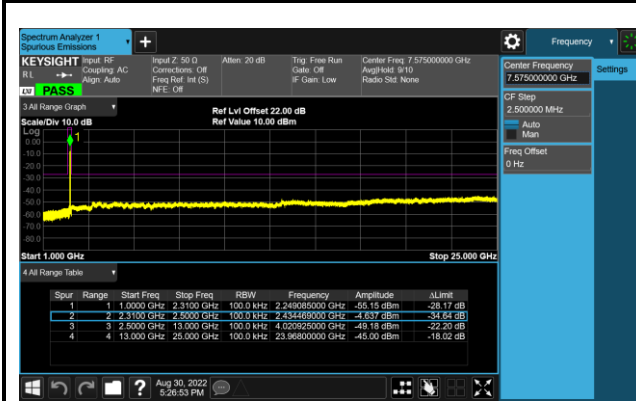 Spectrum Analyzer 1
Spurious Emissions
+
Frequency
KEYSIGHT
Input: RF
Input Z: 50 Ω
Atten: 20 dB
Trig: Free Run
Center Freq: 7.575000000 GHz
RL
Coupling: AC
Corrections: Off
Gate: Off
Avg|Hold: 9/10
Align: Auto
Freq Ref: Int (S)
IF Gain: Low
Radio Std: None
NFE: Off
LXI
PASS
Center Frequency
7.575000000 GHz
Settings
CF Step
2.500000 MHz
Auto
Man
Freq Offset
0 Hz
3 All Range Graph
Ref Lvl Offset 22.00 dB
Scale/Div 10.0 dB
Ref Value 10.00 dBm
Log
1
0.00
-10.0
-20.0
-30.0
-40.0
-50.0
-60.0
-70.0
-80.0
Start 1.000 GHz
Stop 25.000 GHz
4 All Range Table
Spur Range Start Freq Stop Freq RBW Frequency Amplitude ΔLimit
1 1 1.0000 GHz 2.3100 GHz 100.0 kHz 2.249085000 GHz -55.15 dBm -28.17 dB
2 2 2.3100 GHz 2.5000 GHz 100.0 kHz 2.434469000 GHz -4.637 dBm -34.64 dB
3 3 2.5000 GHz 13.000 GHz 100.0 kHz 4.020925000 GHz -49.18 dBm -22.20 dB
4 4 13.000 GHz 25.000 GHz 100.0 kHz 23.96800000 GHz -45.00 dBm -18.02 dB
?
Aug 30, 2022
5:26:53 PM